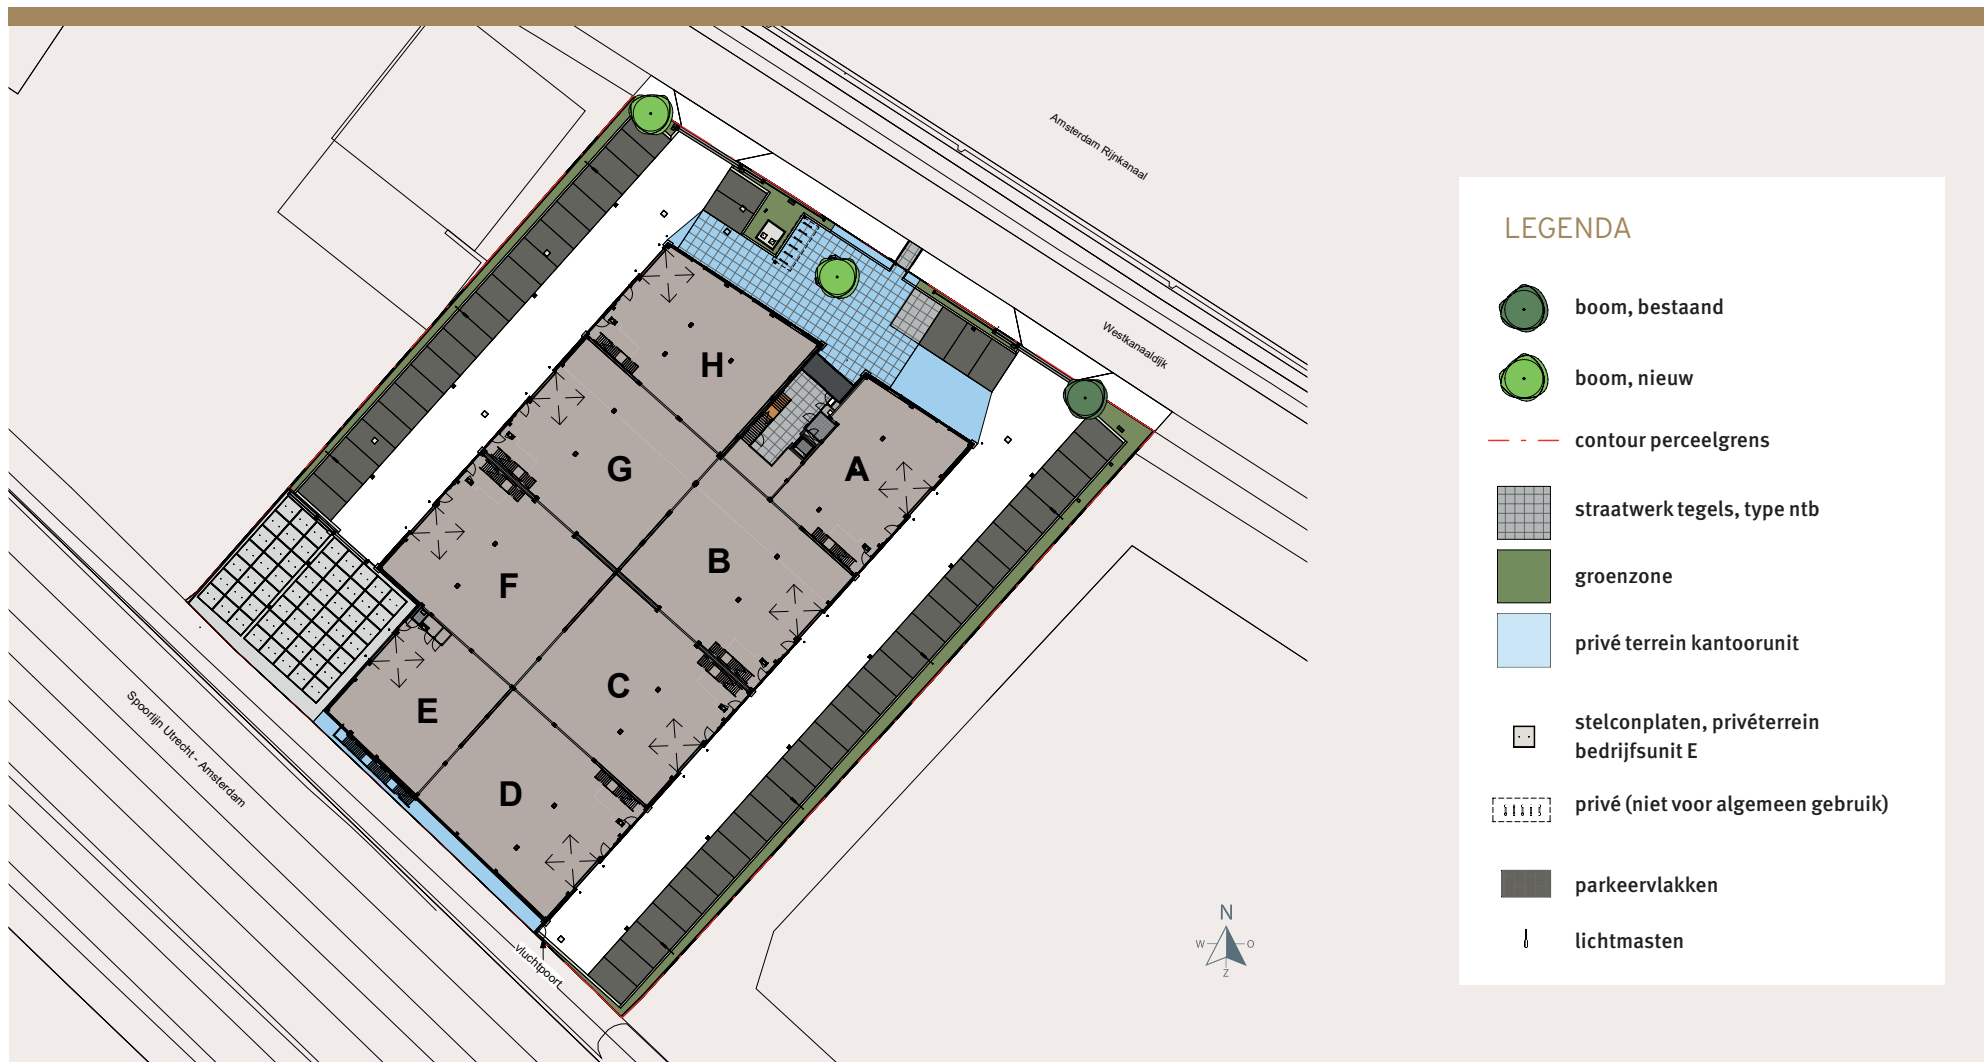 Amsterdam Rijnkanaal
Westkanaaldijk
H
G
A
B
F
C
E
D
Spoorlijn Utrecht - Amsterdam
vluchtpoort
N
W
O
Z
LEGENDA
boom, bestaand
boom, nieuw
contour perceelgrens
straatwerk tegels, type ntb
groenzone
privé terrein kantoorunit
stelconplaten, privéterrein
bedrijfsunit E
privé (niet voor algemeen gebruik)
parkeervlakken
lichtmasten